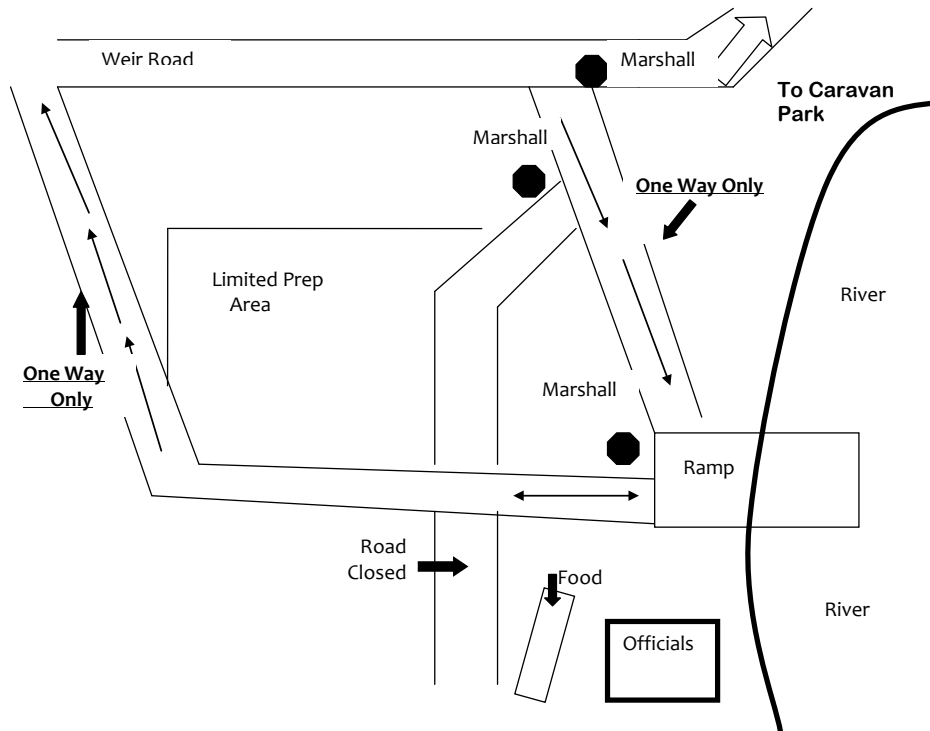 Weir Road
Marshall
To Caravan
Park
Marshall
One Way Only
River
Limited Prep
Area
One Way
Only
Marshall
Ramp
Road
Closed
Food
River
Officials